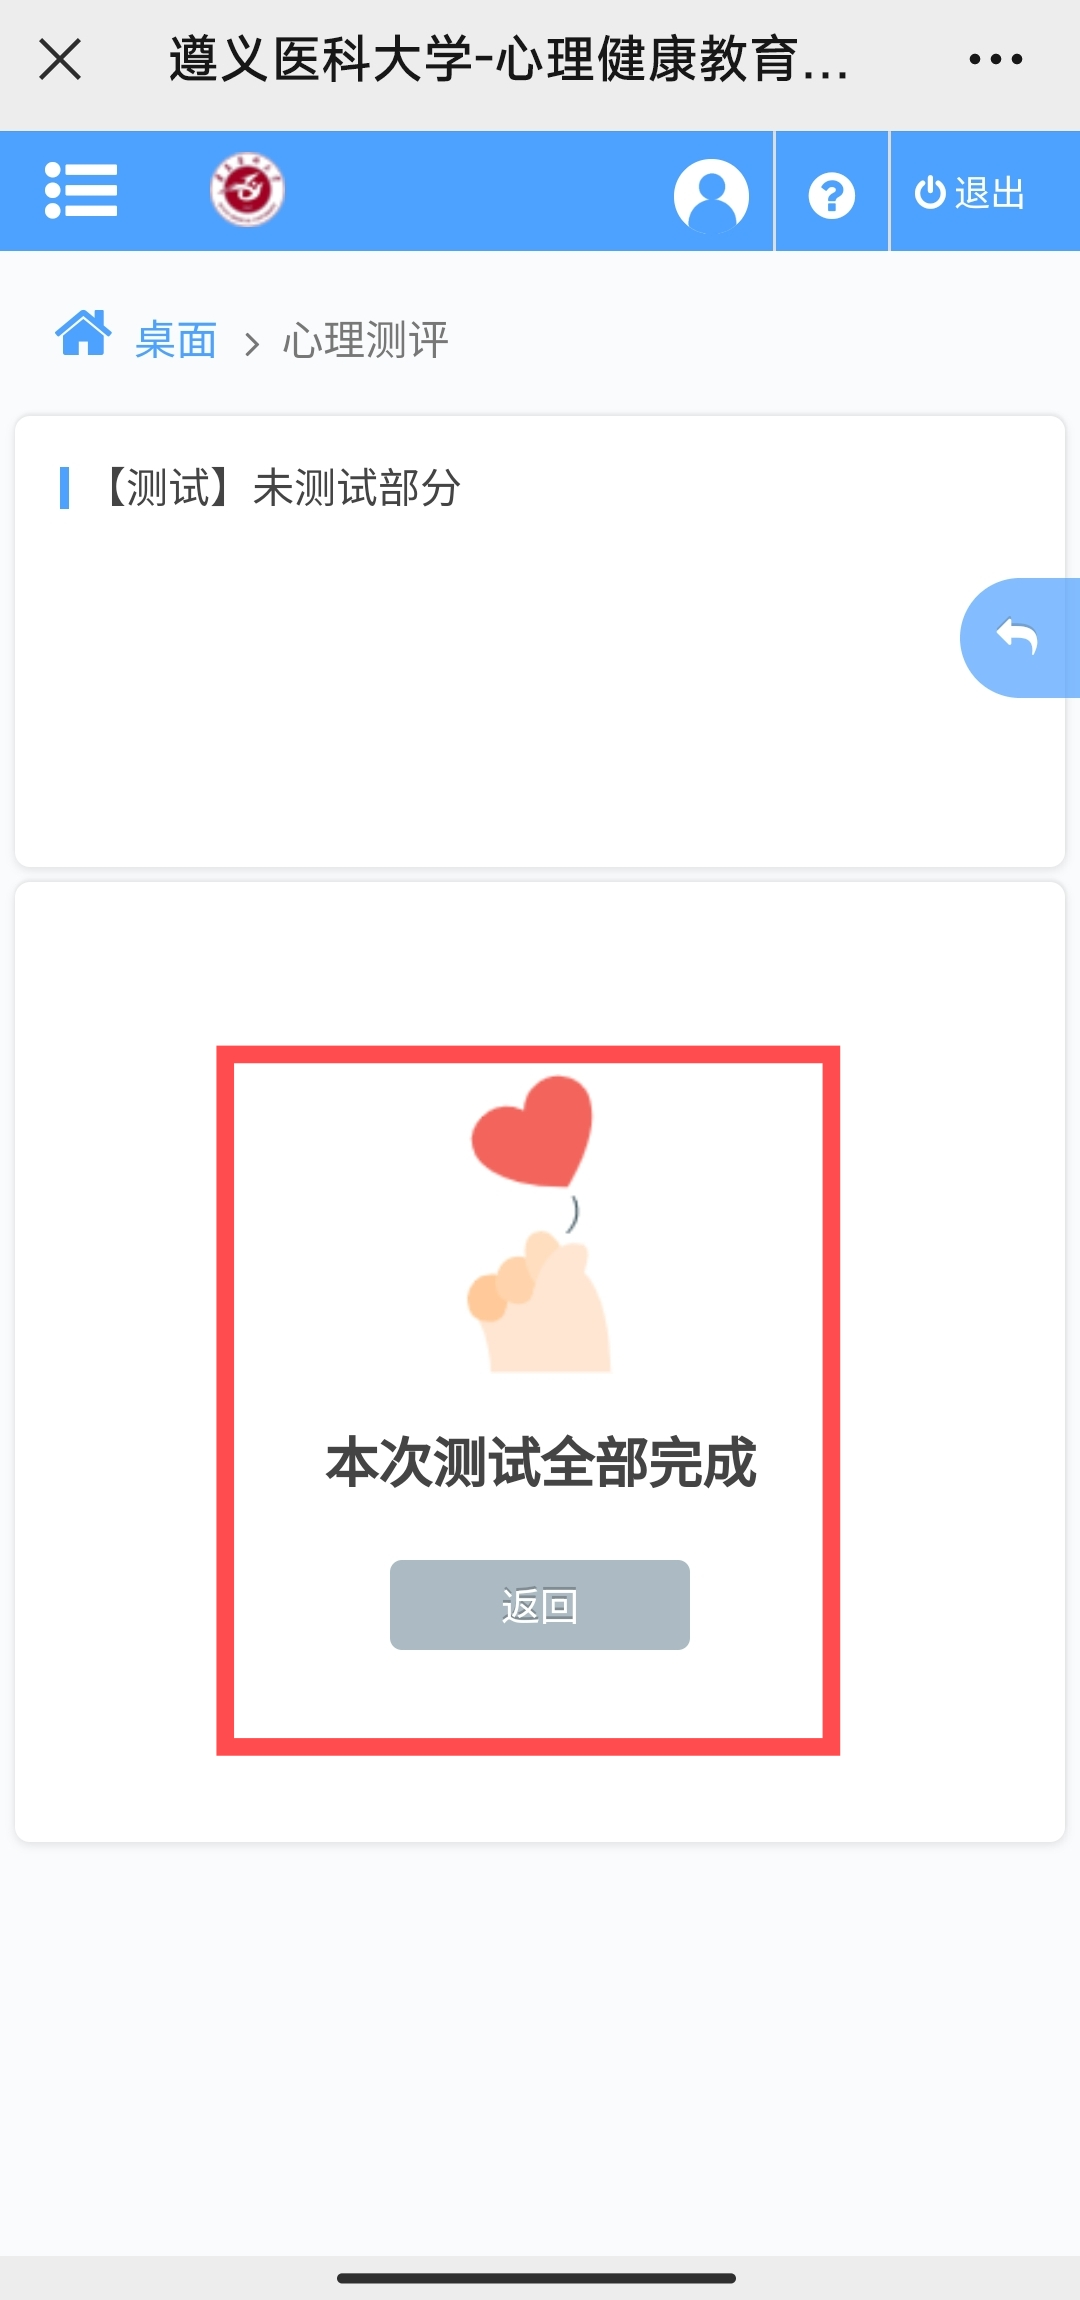 遵义医科大学-心理健康教育...
退出
桌面 > 心理测评
【测试】未测试部分
本次测试全部完成
返回